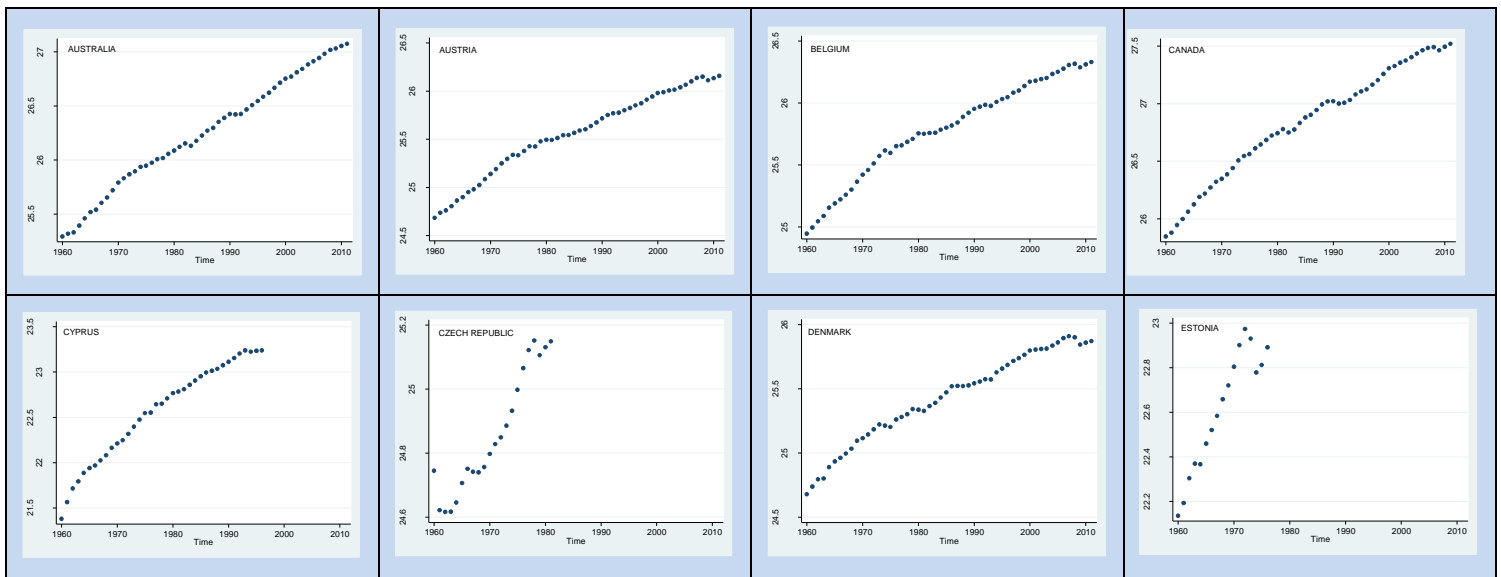 AUSTRALIA
27
26.5
26
25.5
1960 1970 1980 1990 2000 2010
Time
AUSTRIA
26.5
26
25.5
25
24.5
1960 1970 1980 1990 2000 2010
Time
BELGIUM
26.5
26
25.5
25
1960 1970 1980 1990 2000 2010
Time
CANADA
27.5
27
26.5
26
1960 1970 1980 1990 2000 2010
Time
CYPRUS
23.5
23
22.5
22
21.5
1960 1970 1980 1990 2000 2010
Time
CZECH REPUBLIC
25.2
25
24.8
24.6
1960 1970 1980 1990 2000 2010
Time
DENMARK
26
25.5
25
24.5
1960 1970 1980 1990 2000 2010
Time
ESTONIA
23
22.8
22.6
22.4
22.2
1960 1970 1980 1990 2000 2010
Time